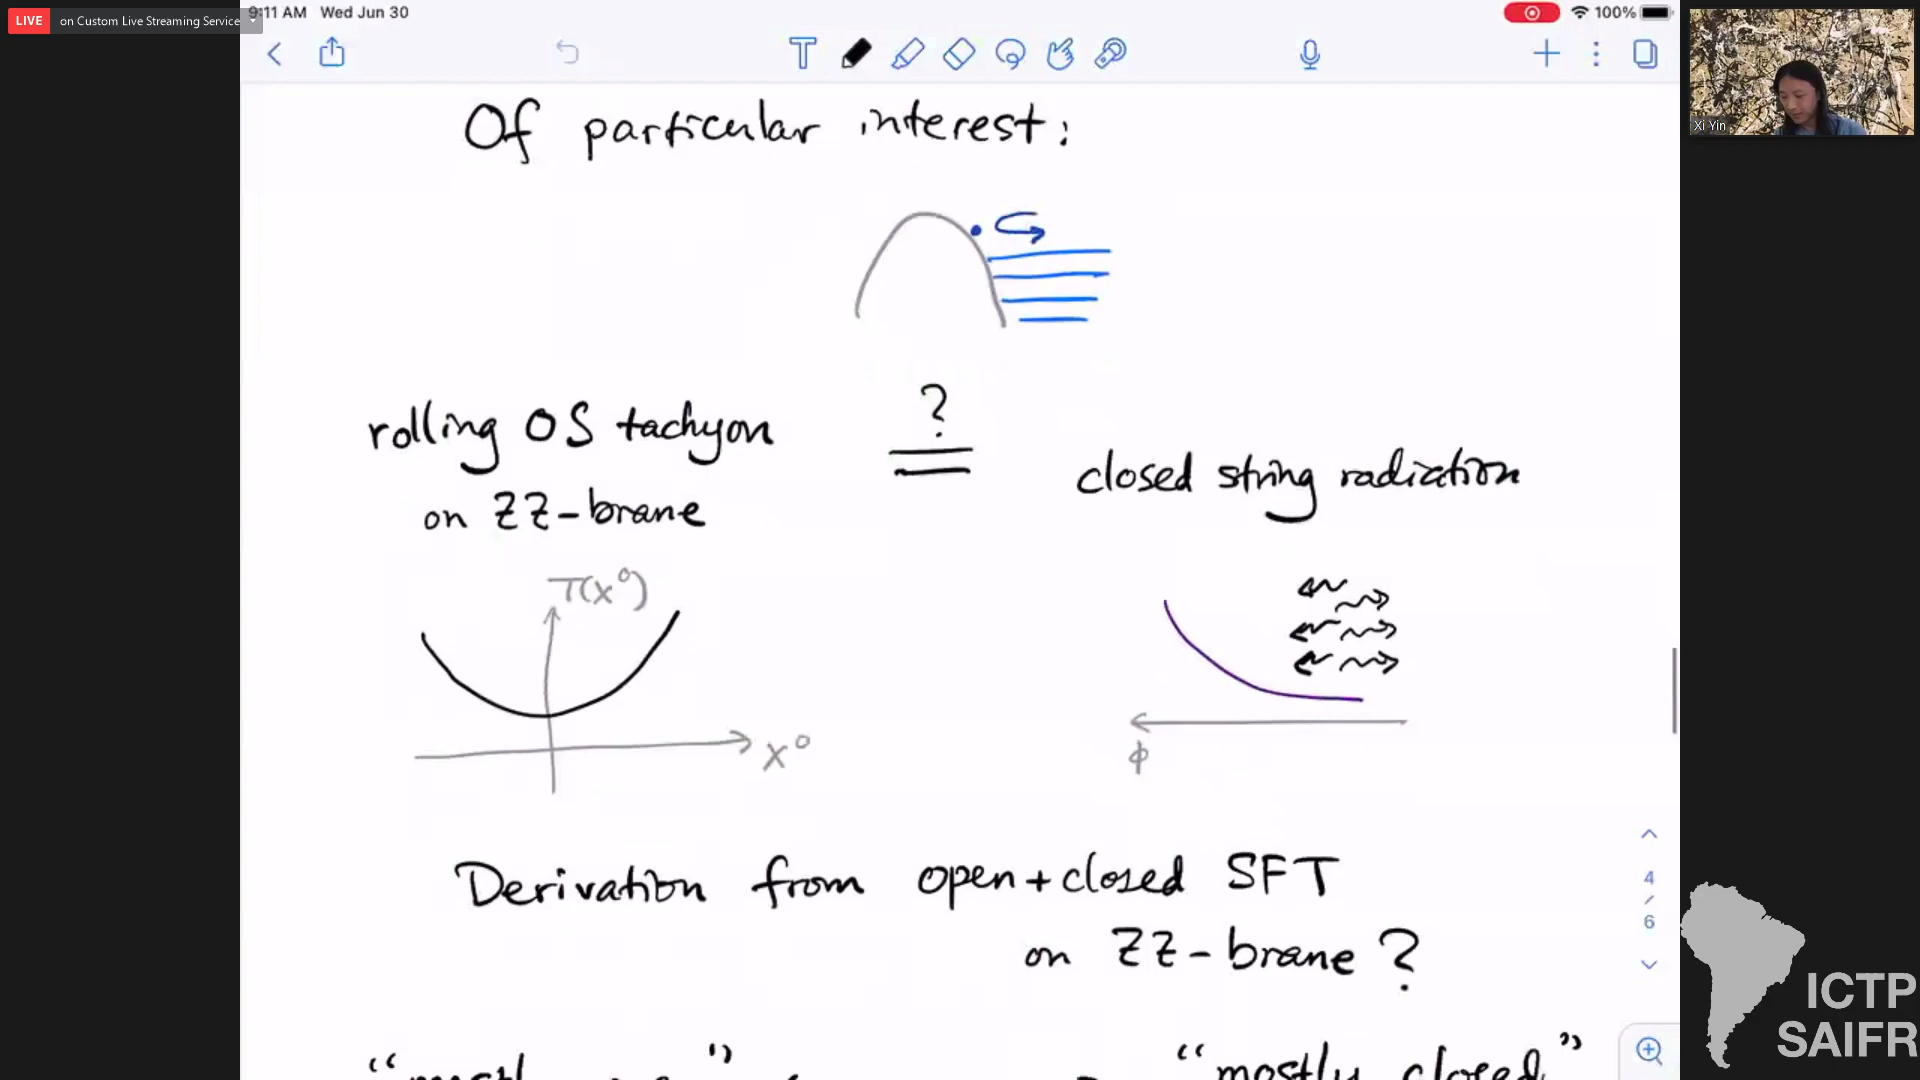 LIVE on Custom Live Streaming Service
9:11 AM Wed Jun 30
100%
Xi Yin
Of particular interest:
?
rolling OS tachyon
on ZZ-brane
closed string radiation
T(X⁰)
X⁰
ϕ
Derivation from open+closed SFT
on ZZ-brane ?
4
/
6
"mostly closed"
ICTP
SAIFR